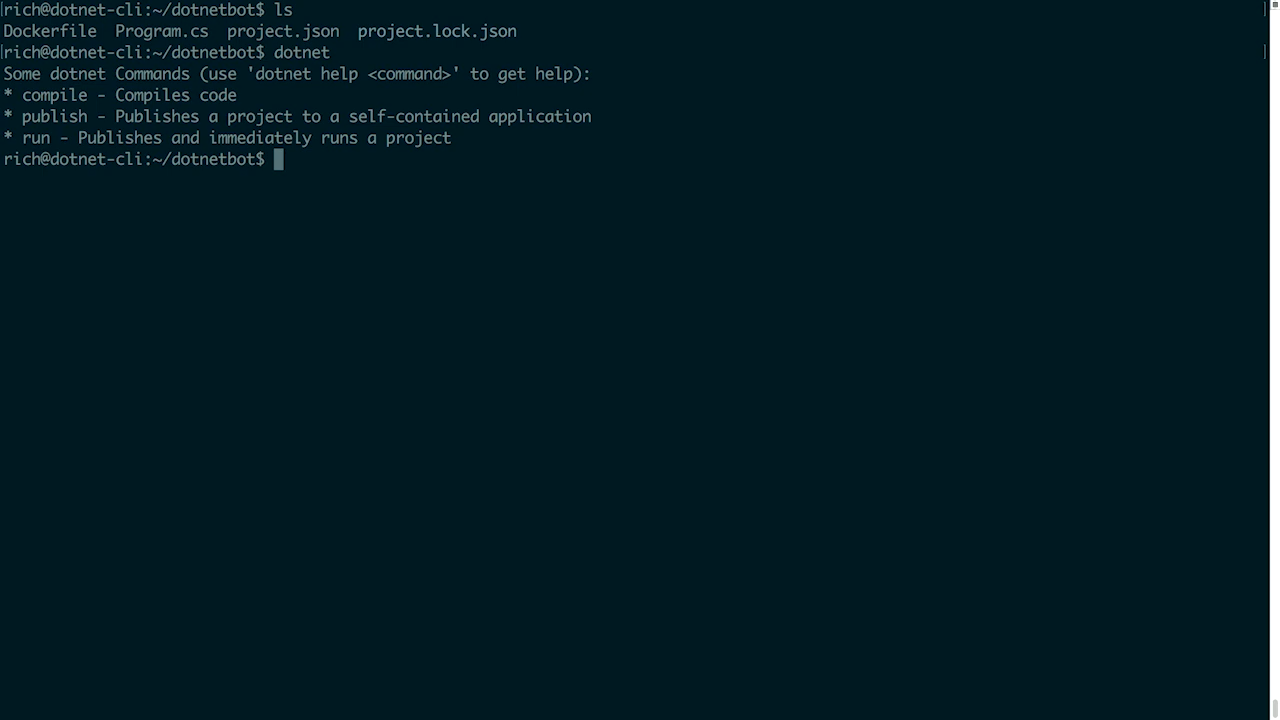 rich@dotnet-cli:~/dotnetbot$ ls
Dockerfile  Program.cs  project.json  project.lock.json
rich@dotnet-cli:~/dotnetbot$ dotnet
Some dotnet Commands (use 'dotnet help <command>' to get help):
* compile - Compiles code
* publish - Publishes a project to a self-contained application
* run - Publishes and immediately runs a project
rich@dotnet-cli:~/dotnetbot$